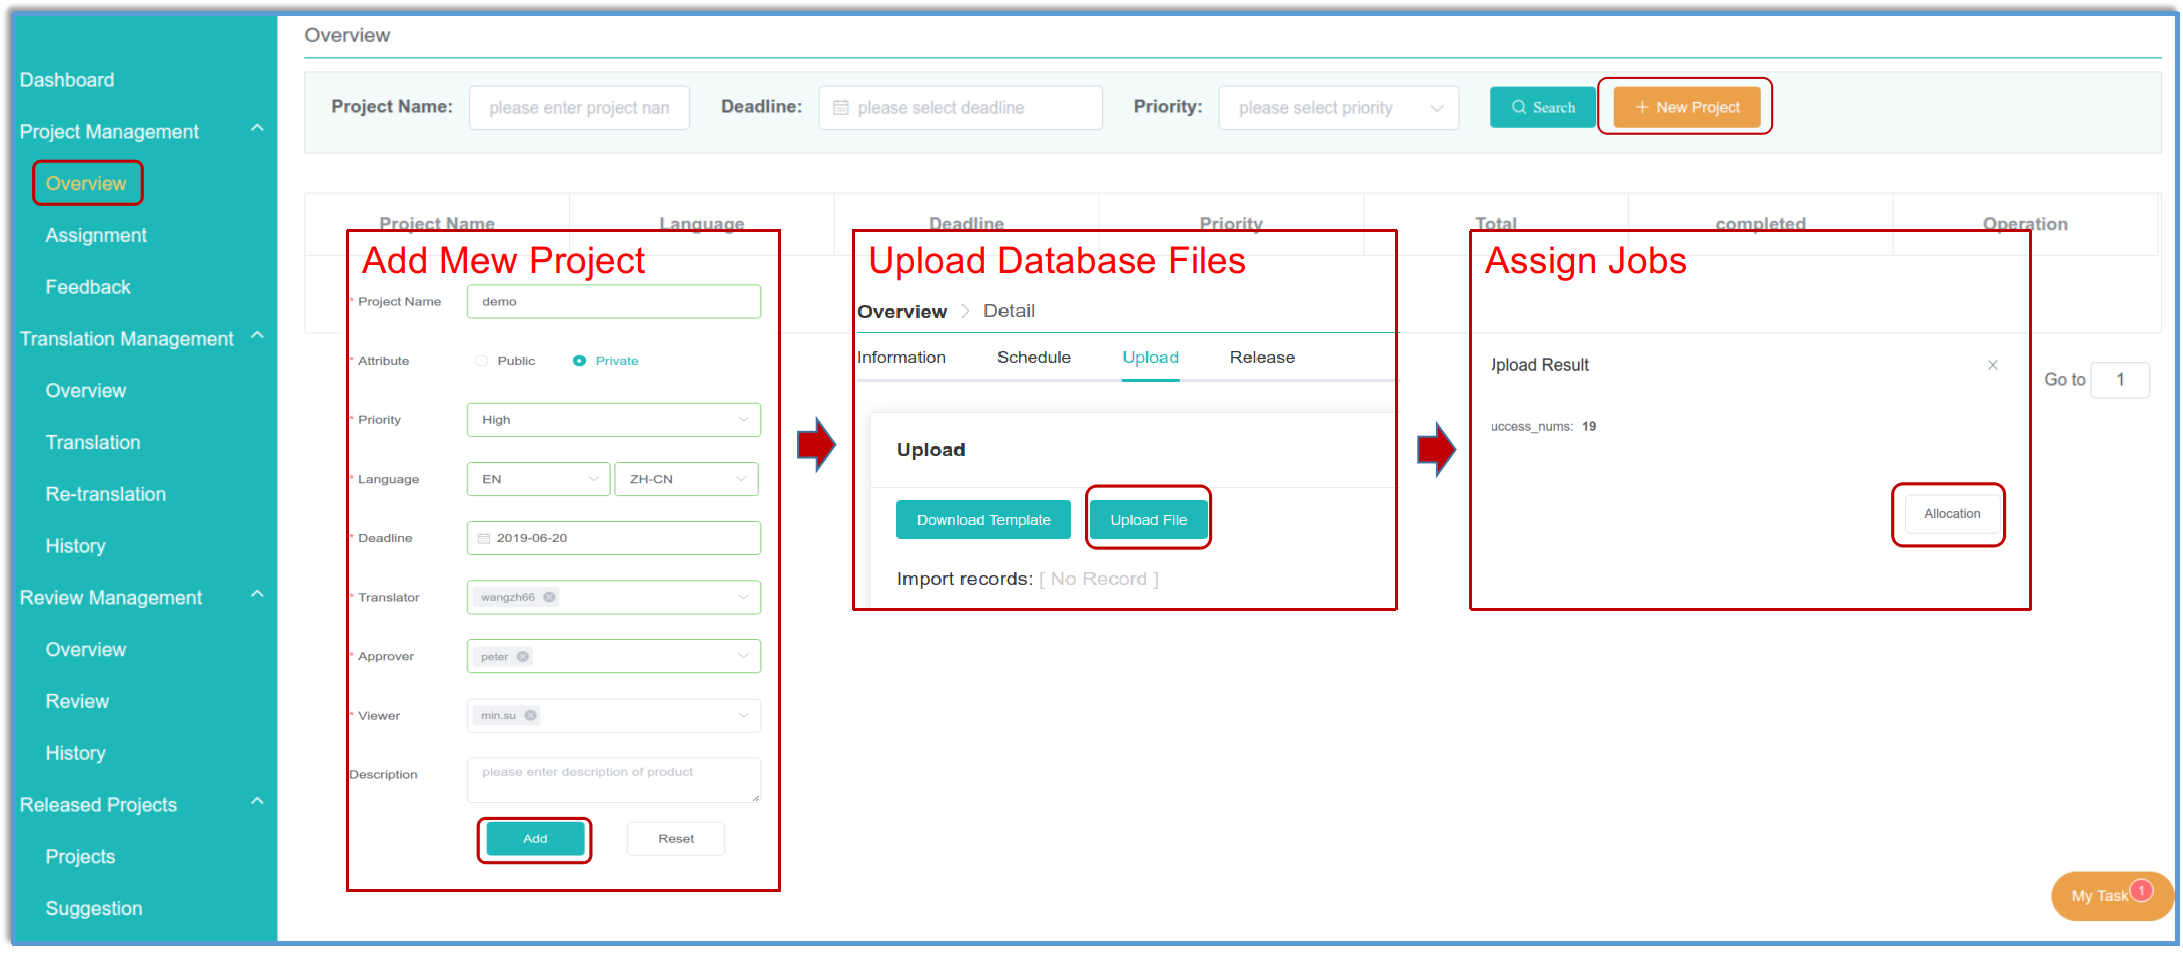 Dashboard
Project Management
Overview
Assignment
Feedback
Translation Management
Overview
Translation
Re-translation
History
Review Management
Overview
Review
History
Released Projects
Projects
Suggestion
Overview
Project Name: please enter project nan Deadline: please select deadline Priority: please select priority Search + New Project
Project Name Language Deadline Priority Total completed Operation
Add Mew Project
* Project Name demo
* Attribute Public Private
* Priority High
* Language EN ZH-CN
* Deadline 2019-06-20
* Translator wangzh66
* Approver peter
* Viewer min.su
Description please enter description of product
Add Reset
Upload Database Files
Overview > Detail
Information Schedule Upload Release
Upload
Download Template Upload File
Import records: [ No Record ]
Assign Jobs
Jpload Result ×
uccess_nums: 19
Allocation
Go to 1
My Task 1